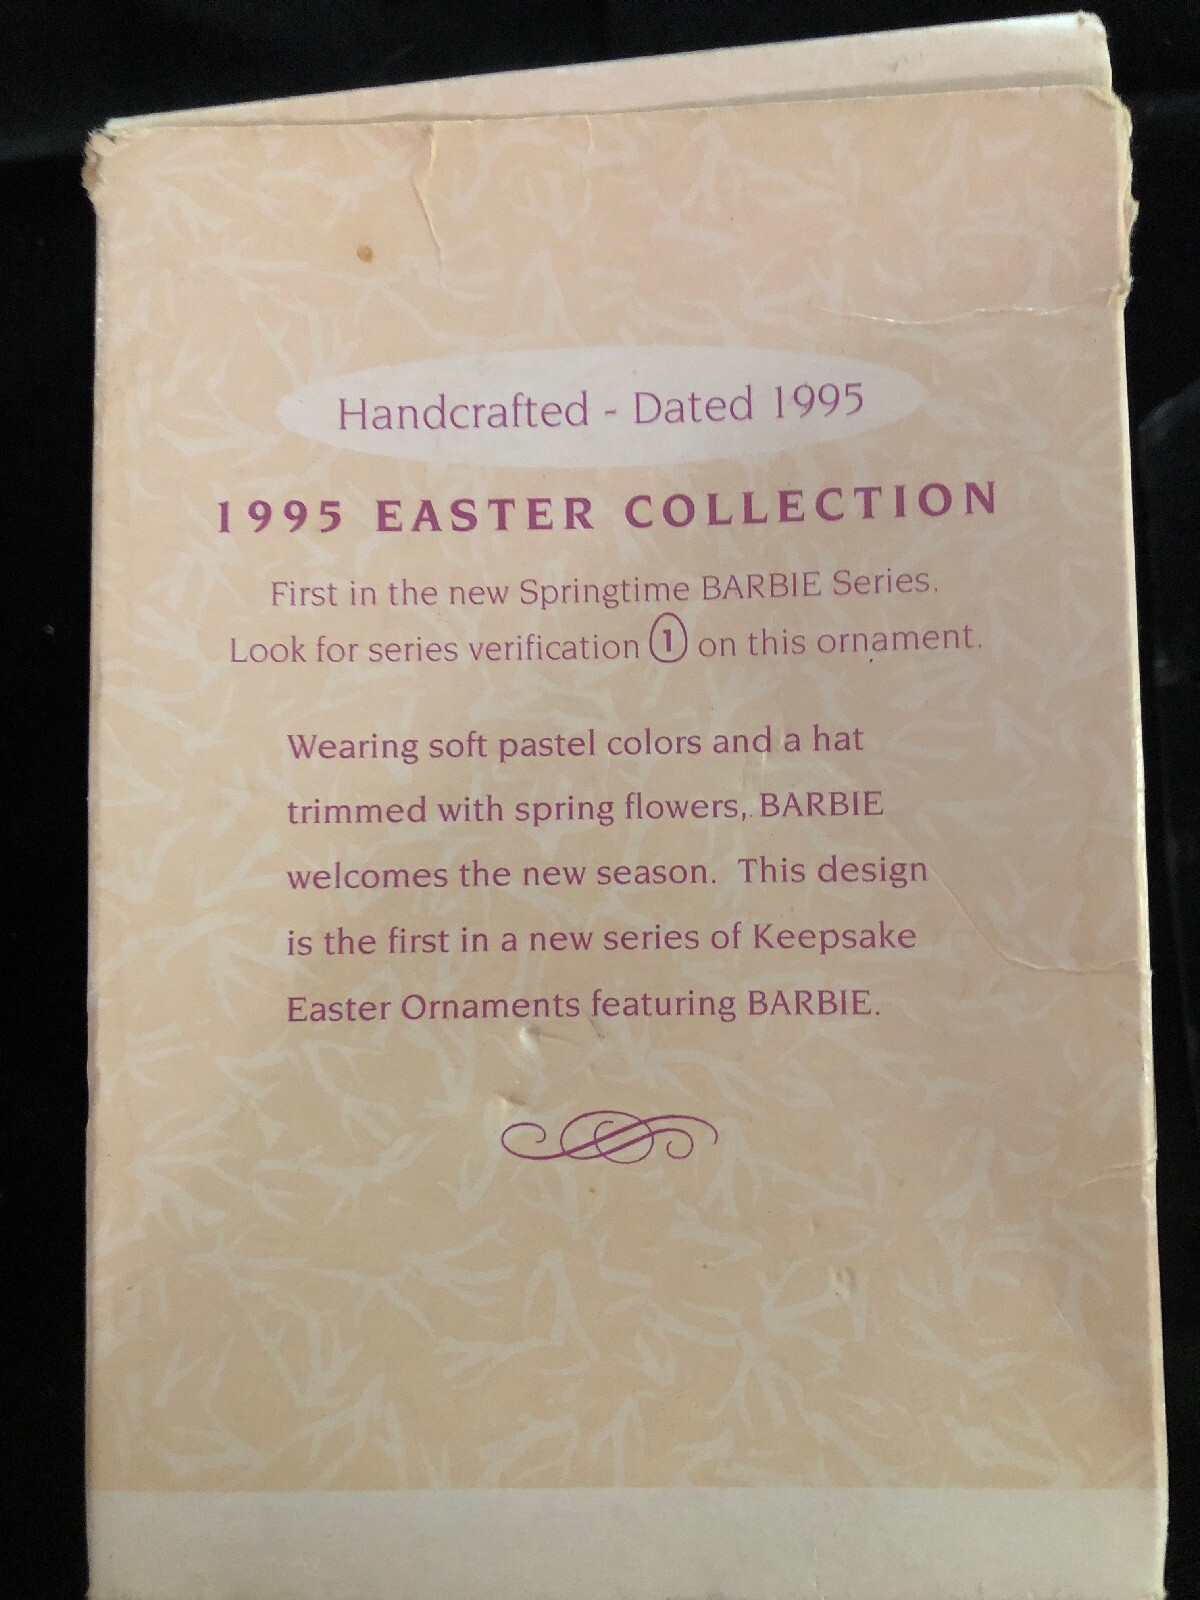 Handcrafted - Dated 1995
1995 EASTER COLLECTION
First in the new Springtime BARBIE Series.
Look for series verification 1 on this ornament.
Wearing soft pastel colors and a hat
trimmed with spring flowers, BARBIE
welcomes the new season. This design
is the first in a new series of Keepsake
Easter Ornaments featuring BARBIE.